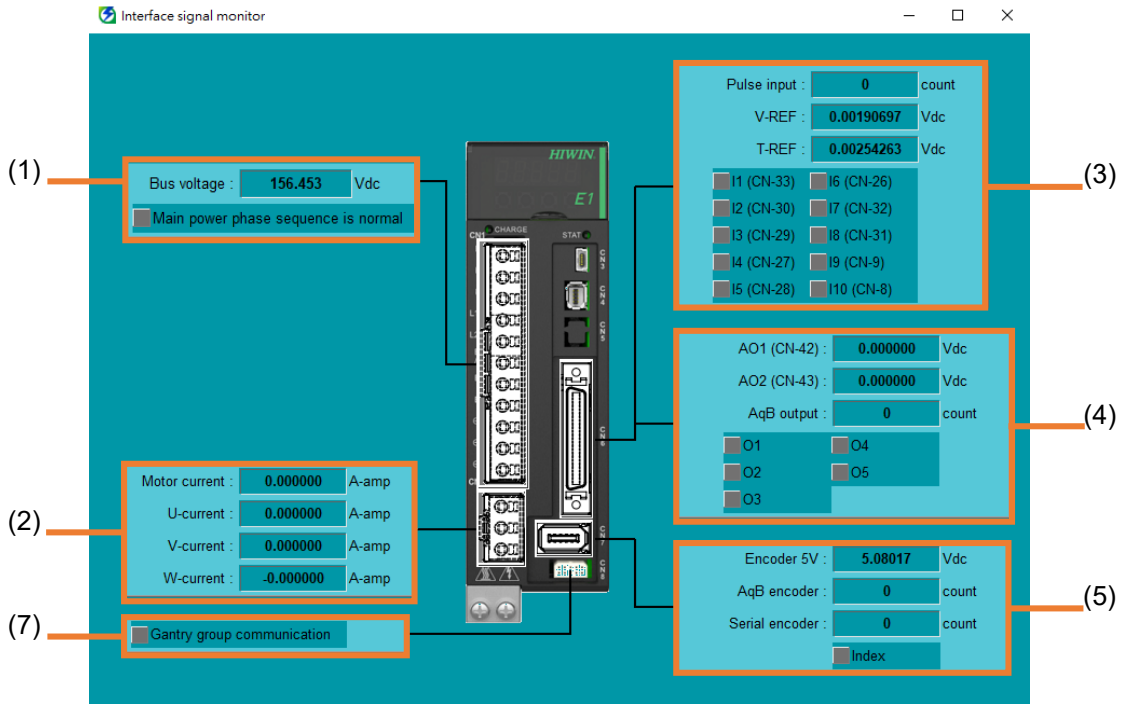 Interface signal monitor
(1)
Bus voltage : 156.453 Vdc
Main power phase sequence is normal
(2)
Motor current : 0.000000 A-amp
U-current : 0.000000 A-amp
V-current : 0.000000 A-amp
W-current : -0.000000 A-amp
(7)
Gantry group communication
HIWIN
E1
CHARGE
STAT
CN1
CN3
CN4
CN5
CN6
CN7
CN8
(3)
Pulse input : 0 count
V-REF : 0.00190697 Vdc
T-REF : 0.00254263 Vdc
I1 (CN-33) I6 (CN-26)
I2 (CN-30) I7 (CN-32)
I3 (CN-29) I8 (CN-31)
I4 (CN-27) I9 (CN-9)
I5 (CN-28) I10 (CN-8)
(4)
AO1 (CN-42) : 0.000000 Vdc
AO2 (CN-43) : 0.000000 Vdc
AqB output : 0 count
O1 O4
O2 O5
O3
(5)
Encoder 5V : 5.08017 Vdc
AqB encoder : 0 count
Serial encoder : 0 count
Index